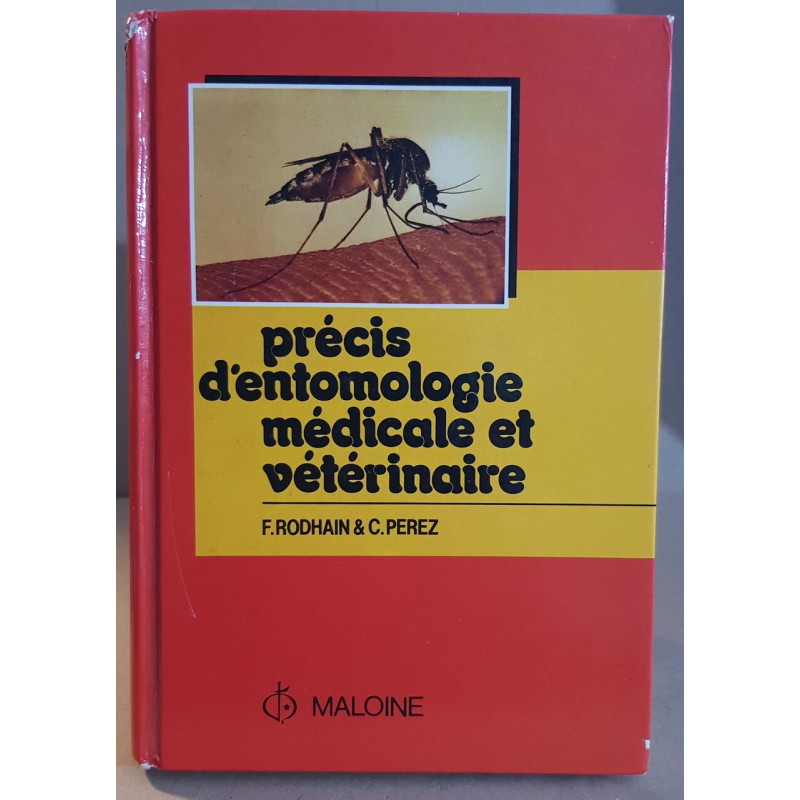 précis
d'entomologie
médicale et
vétérinaire
F.RODHAIN & C.PEREZ
MALOINE